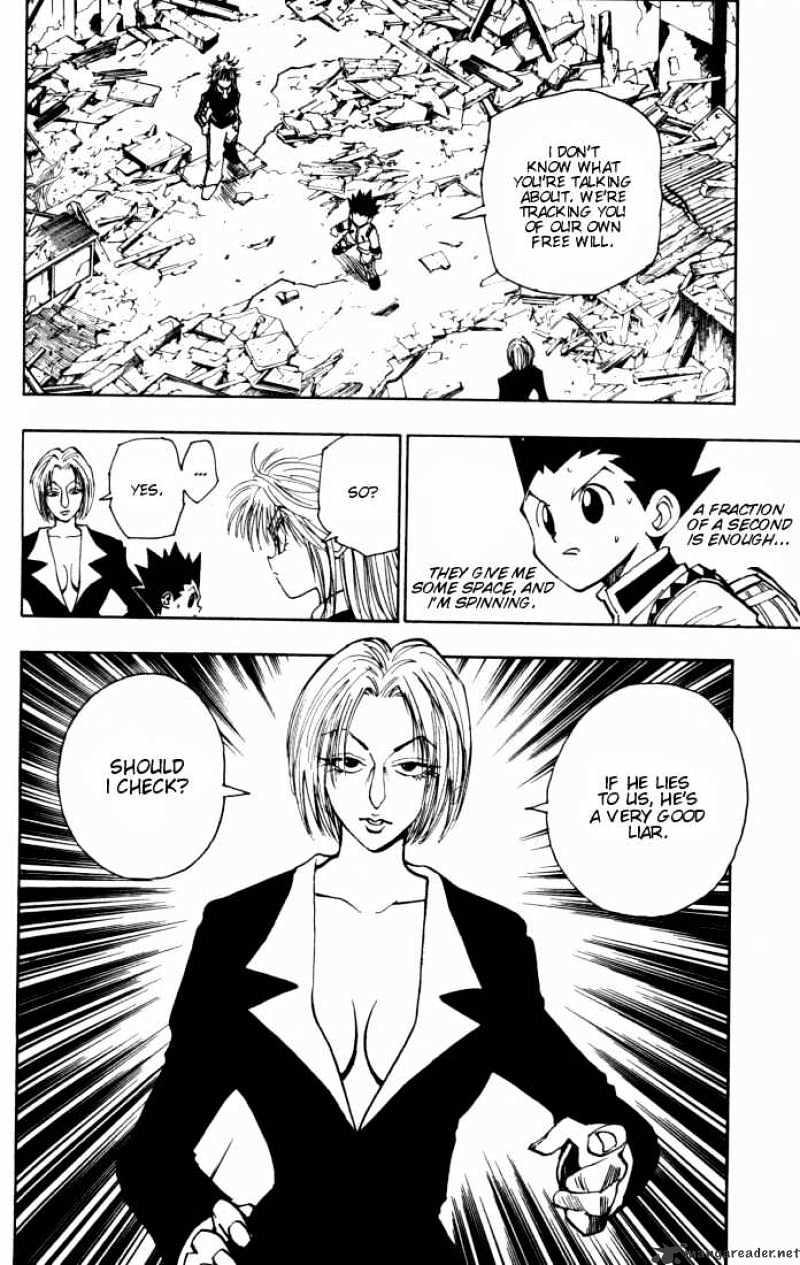 I DON'T
KNOW WHAT
YOU'RE TALKING
ABOUT. WE'RE
TRACKING YOU
OF OUR OWN
FREE WILL.
A FRACTION
OF A SECOND
IS ENOUGH...
THEY GIVE ME
SOME SPACE, AND
I'M SPINNING.
SO?
...
YES.
IF HE LIES
TO US, HE'S
A VERY GOOD
LIAR.
SHOULD
I CHECK?
mangareader.net